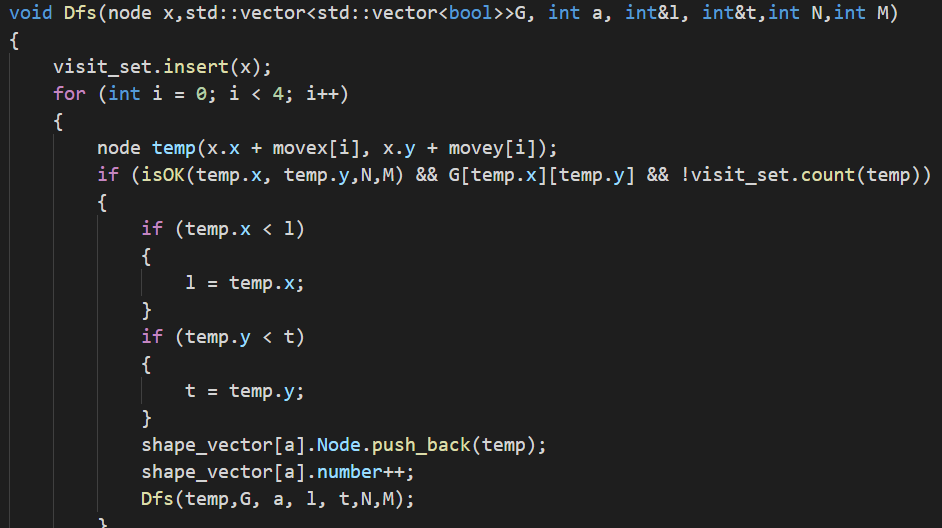 void Dfs(node x,std::vector<std::vector<bool>>G, int a, int&l, int&t,int N,int M)
{
    visit_set.insert(x);
    for (int i = 0; i < 4; i++)
    {
        node temp(x.x + movex[i], x.y + movey[i]);
        if (isOK(temp.x, temp.y,N,M) && G[temp.x][temp.y] && !visit_set.count(temp))
        {
            if (temp.x < l)
            {
                l = temp.x;
            }
            if (temp.y < t)
            {
                t = temp.y;
            }
            shape_vector[a].Node.push_back(temp);
            shape_vector[a].number++;
            Dfs(temp,G, a, l, t,N,M);
        }